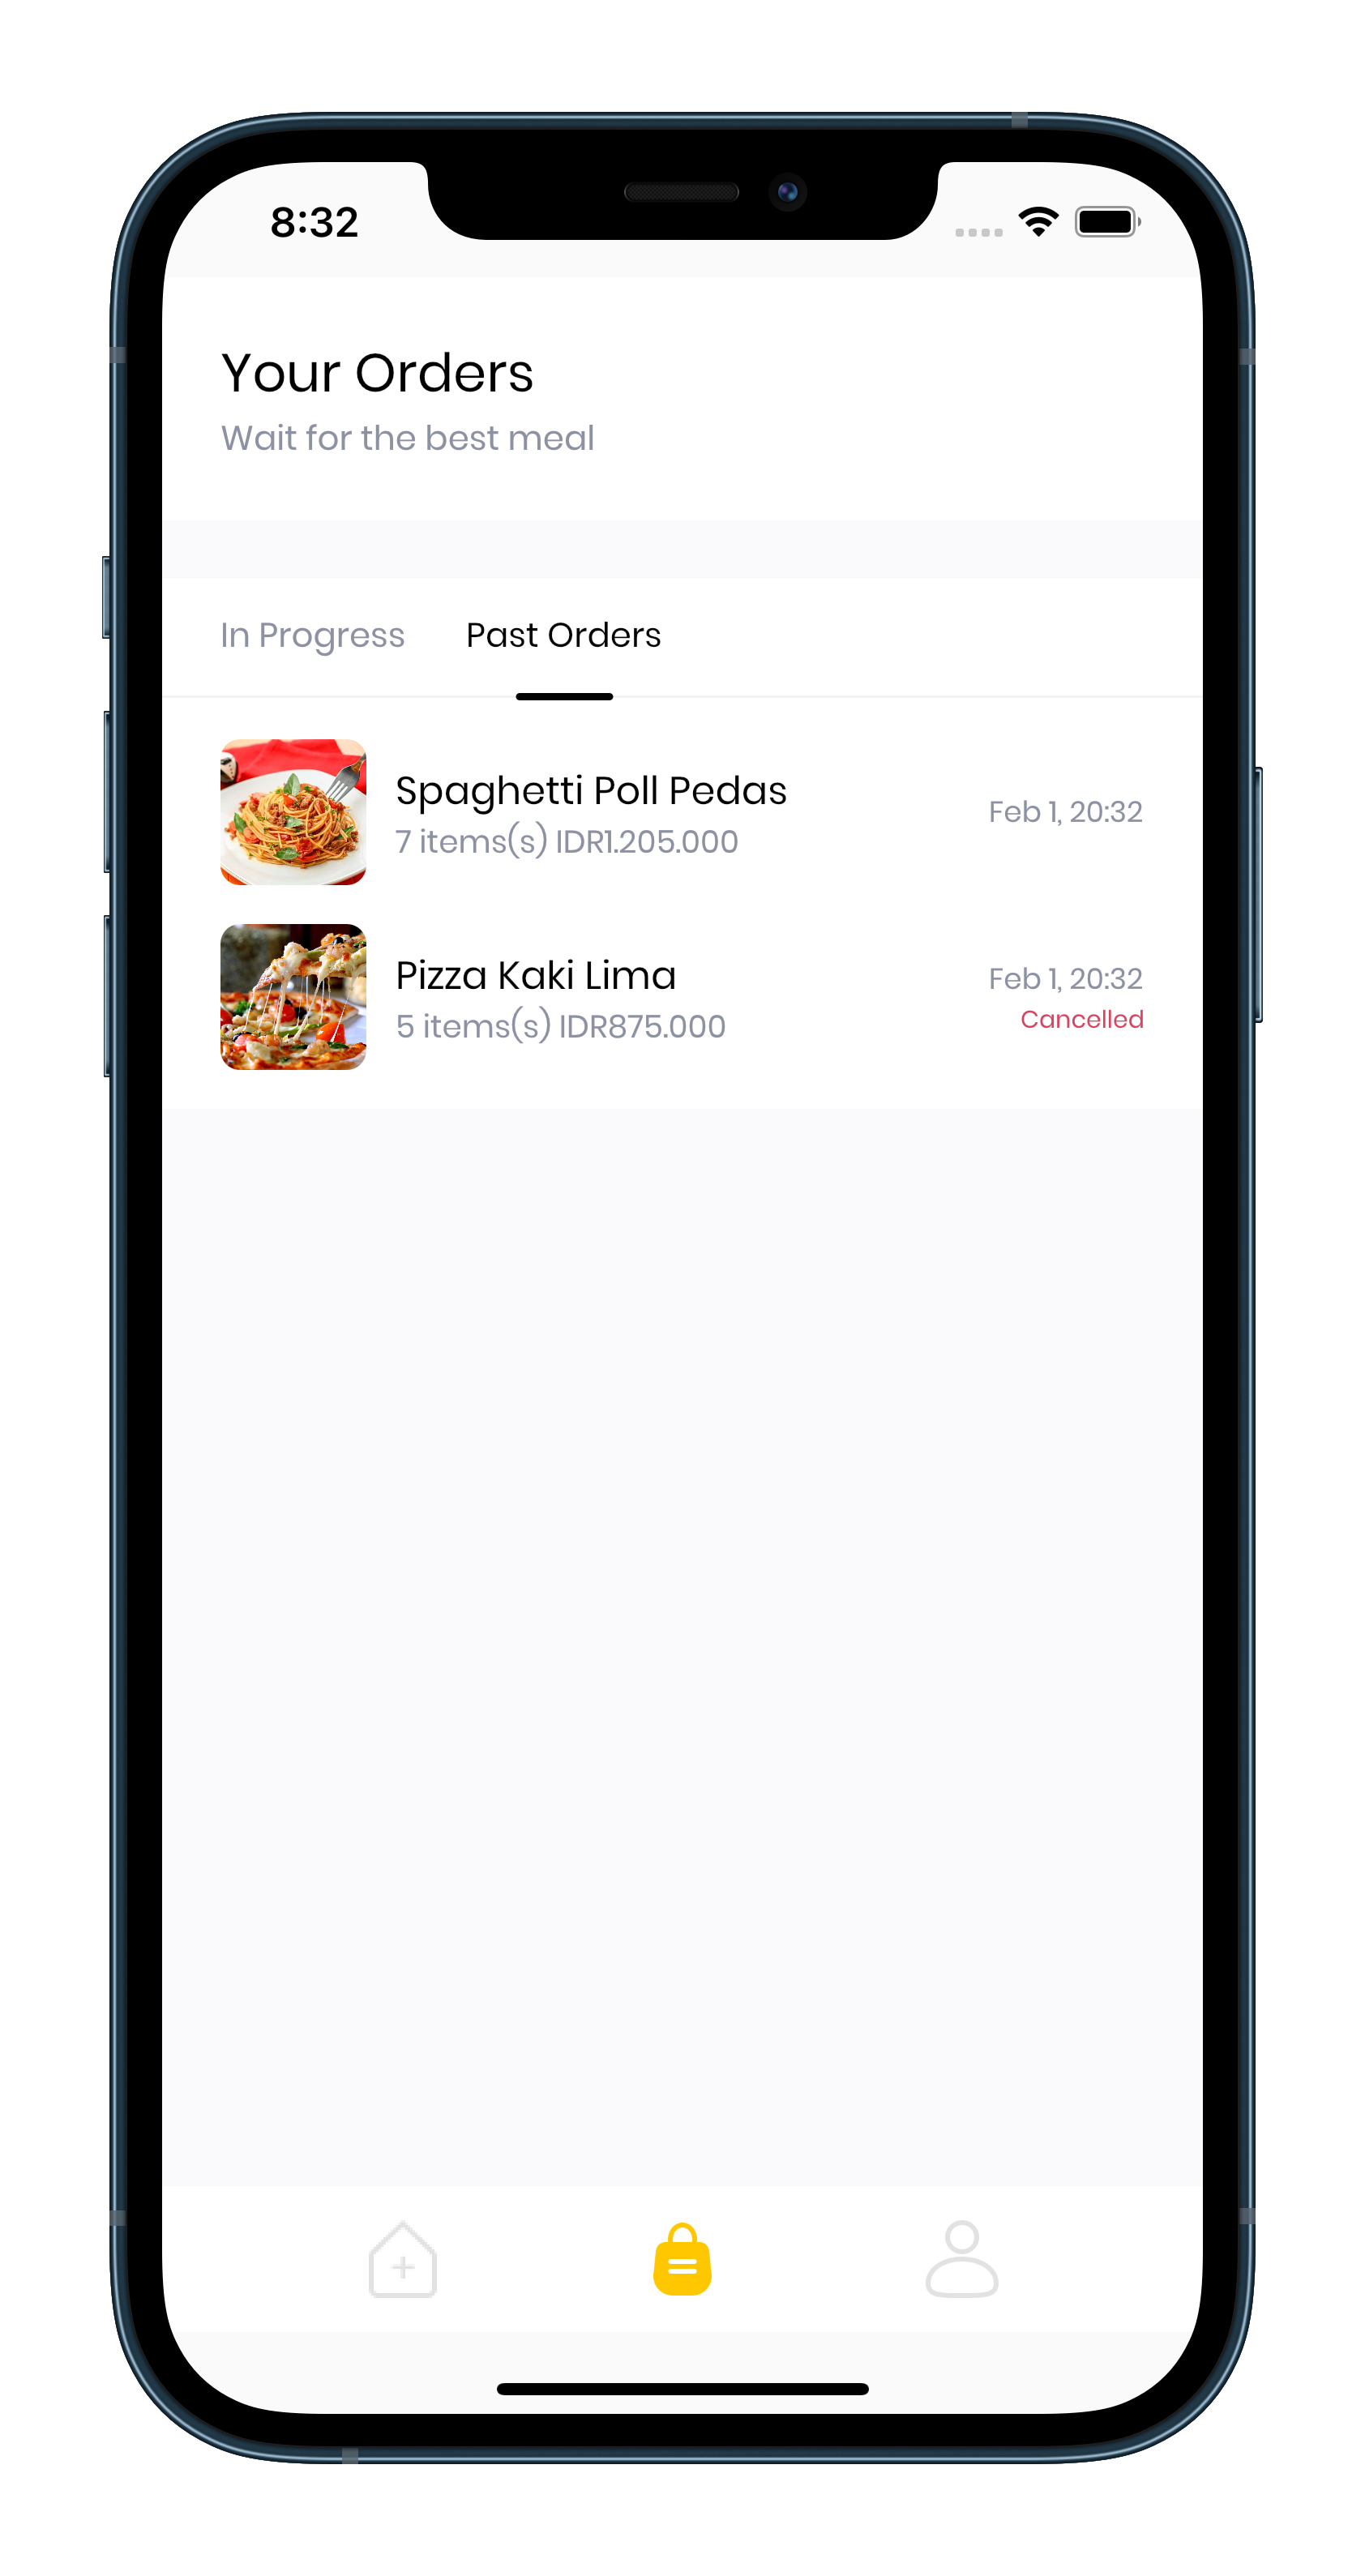 8:32
Your Orders
Wait for the best meal
In Progress Past Orders
Spaghetti Poll Pedas
7 items(s) IDR1.205.000
Feb 1, 20:32
Pizza Kaki Lima
5 items(s) IDR875.000
Feb 1, 20:32
Cancelled